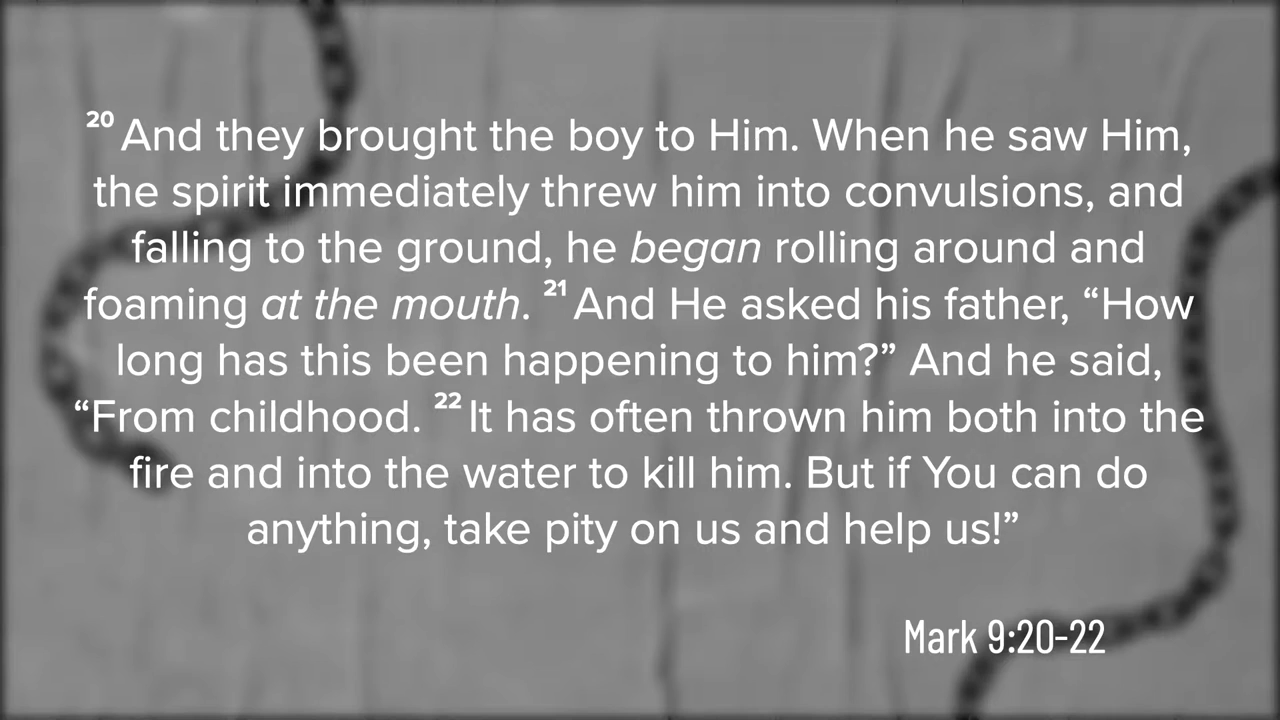 20 And they brought the boy to Him. When he saw Him,
the spirit immediately threw him into convulsions, and
falling to the ground, he began rolling around and
foaming at the mouth. 21 And He asked his father, “How
long has this been happening to him?” And he said,
“From childhood. 22 It has often thrown him both into the
fire and into the water to kill him. But if You can do
anything, take pity on us and help us!”
Mark 9:20-22